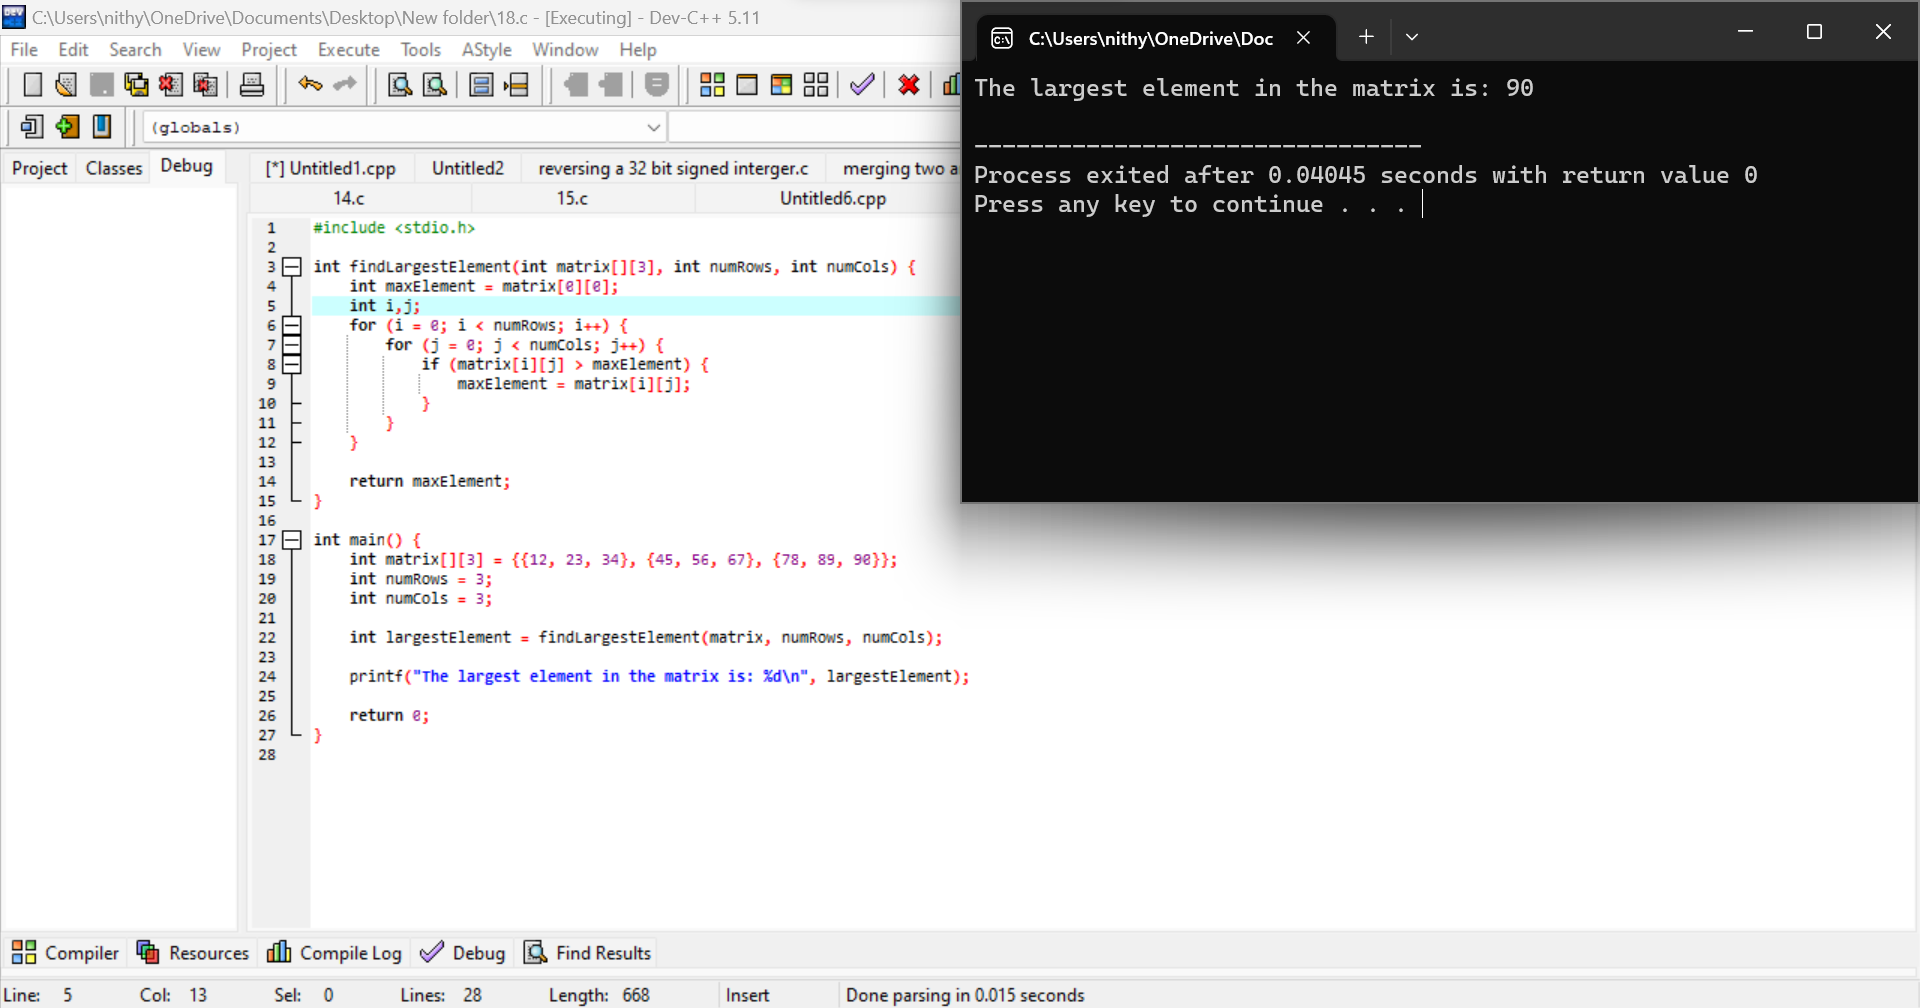 C:\Users\nithy\OneDrive\Documents\Desktop\New folder\18.c - [Executing] - Dev-C++ 5.11
File Edit Search View Project Execute Tools AStyle Window Help
(globals)
Project Classes Debug
[*] Untitled1.cpp Untitled2 reversing a 32 bit signed interger.c merging two a
14.c 15.c Untitled6.cpp
1 #include <stdio.h>
2
3 int findLargestElement(int matrix[][3], int numRows, int numCols) {
4 int maxElement = matrix[0][0];
5 int i,j;
6 for (i = 0; i < numRows; i++) {
7 for (j = 0; j < numCols; j++) {
8 if (matrix[i][j] > maxElement) {
9 maxElement = matrix[i][j];
10 }
11 }
12 }
13
14 return maxElement;
15 }
16
17 int main() {
18 int matrix[][3] = {{12, 23, 34}, {45, 56, 67}, {78, 89, 90}};
19 int numRows = 3;
20 int numCols = 3;
21
22 int largestElement = findLargestElement(matrix, numRows, numCols);
23
24 printf("The largest element in the matrix is: %d\n", largestElement);
25
26 return 0;
27 }
28
C:\Users\nithy\OneDrive\Doc
The largest element in the matrix is: 90
--------------------------------
Process exited after 0.04045 seconds with return value 0
Press any key to continue . . .
Compiler Resources Compile Log Debug Find Results
Line: 5 Col: 13 Sel: 0 Lines: 28 Length: 668 Insert Done parsing in 0.015 seconds